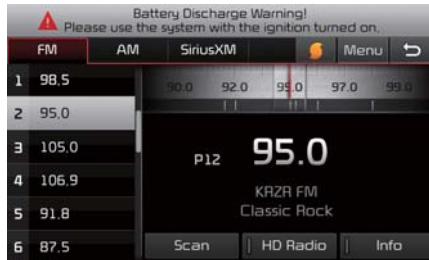 Battery Discharge Warning!
Please use the system with the ignition turned on.
FM AM SiriusXM Menu
1 98.5
2 95.0
3 105.0
4 106.9
5 91.8
6 87.5
90.0 92.0 95.0 97.0 99.0
P12 95.0
KRZR FM
Classic Rock
Scan HD Radio Info